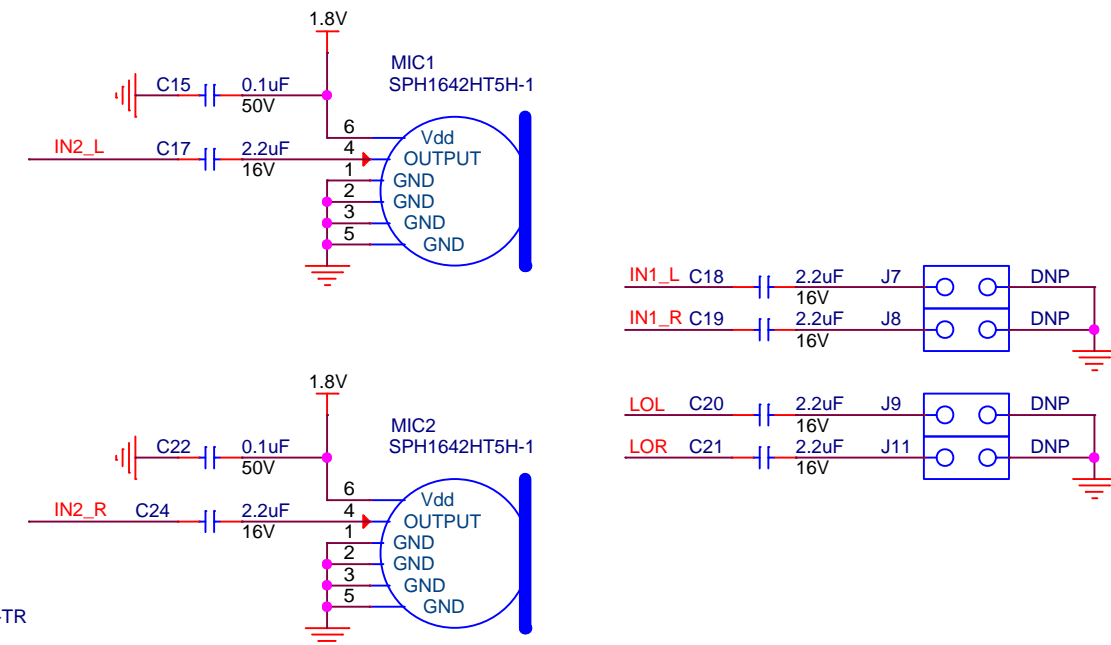 1.8V
MIC1
SPH1642HT5H-1
C15 0.1uF
50V
IN2_L C17 2.2uF
16V
6 Vdd
4 OUTPUT
1 GND
2 GND
3 GND
5 GND
1.8V
MIC2
SPH1642HT5H-1
C22 0.1uF
50V
IN2_R C24 2.2uF
16V
6 Vdd
4 OUTPUT
1 GND
2 GND
3 GND
5 GND
-TR
IN1_L C18 2.2uF J7 DNP
16V
IN1_R C19 2.2uF J8 DNP
16V
LOL C20 2.2uF J9 DNP
16V
LOR C21 2.2uF J11 DNP
16V